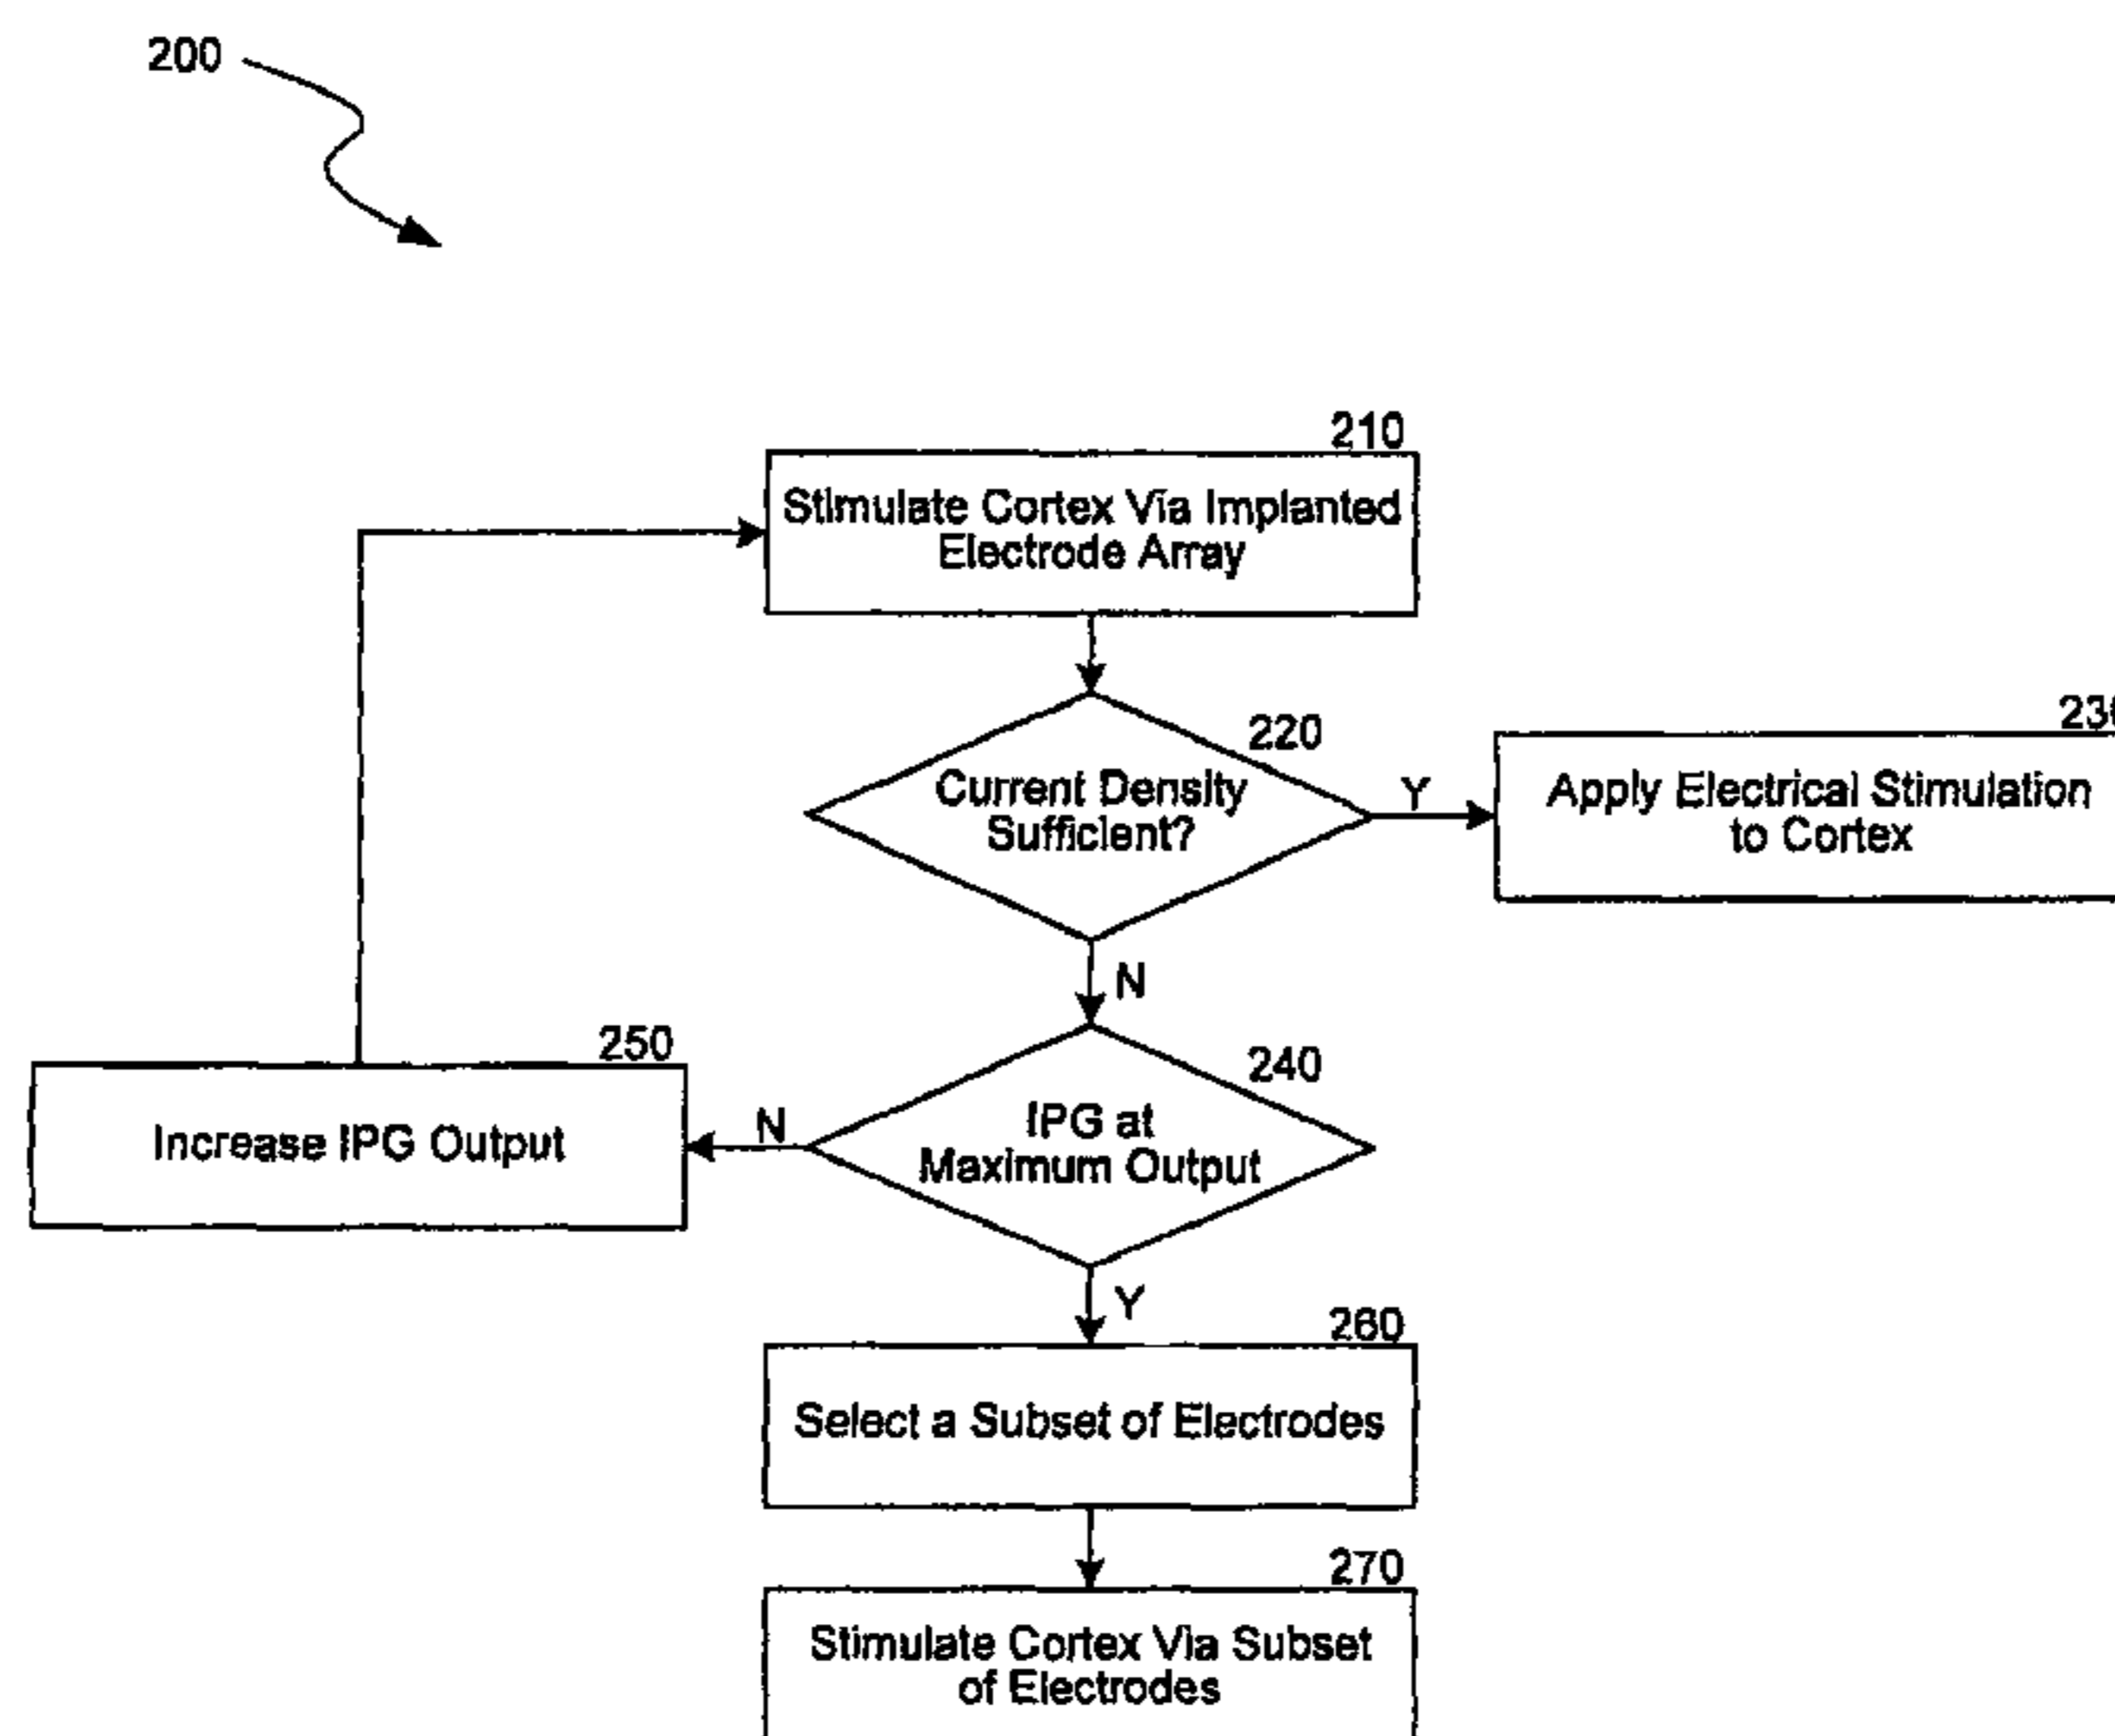 200
210
Stimulate Cortex Via Implanted
Electrode Array
220
Current Density
Sufficient?
Y
Apply Electrical Stimulation
to Cortex
N
250
Increase IPG Output
N
240
IPG at
Maximum Output
Y
260
Select a Subset of Electrodes
270
Stimulate Cortex Via Subset
of Electrodes